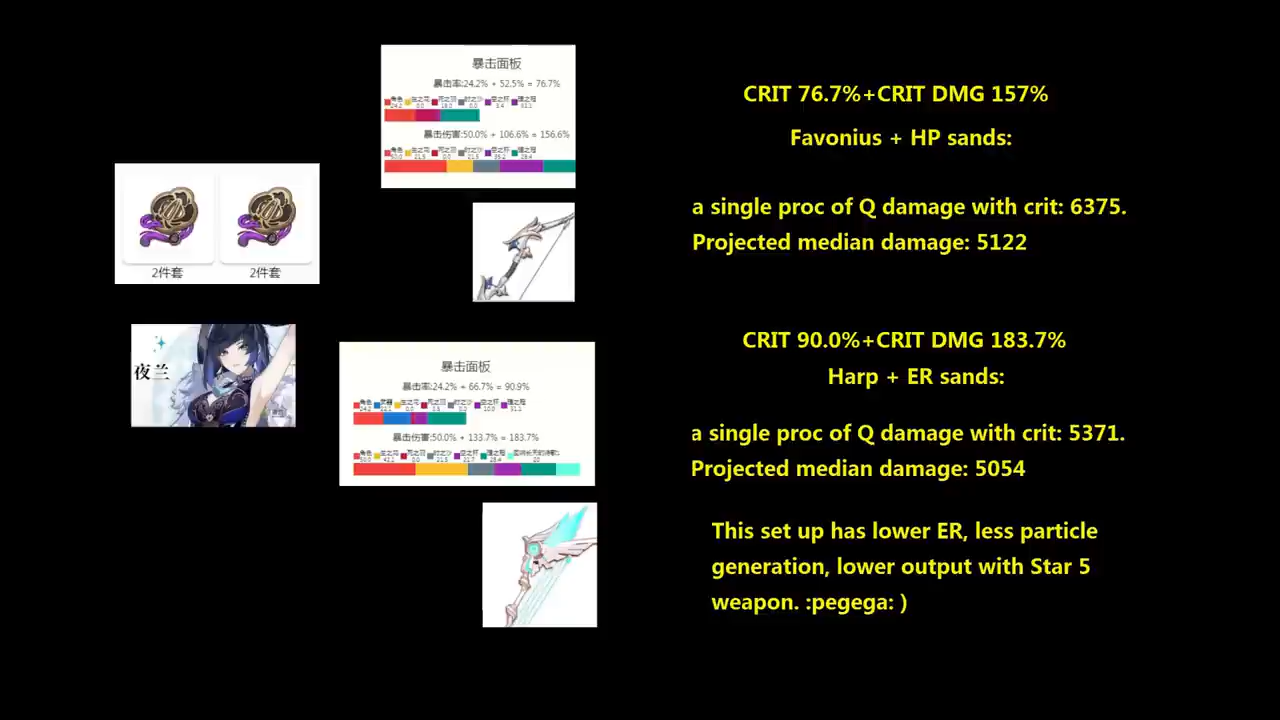 暴击面板
暴击率:24.2% + 52.5% = 76.7%
暴击伤害:50.0% + 106.6% = 156.6%
2件套
2件套
夜兰
暴击面板
暴击率:24.2% + 66.7% = 90.9%
暴击伤害:50.0% + 133.7% = 183.7%
CRIT 76.7%+CRIT DMG 157%
Favonius + HP sands:
a single proc of Q damage with crit: 6375.
Projected median damage: 5122
CRIT 90.0%+CRIT DMG 183.7%
Harp + ER sands:
a single proc of Q damage with crit: 5371.
Projected median damage: 5054
This set up has lower ER, less particle
generation, lower output with Star 5
weapon. :pegega: )